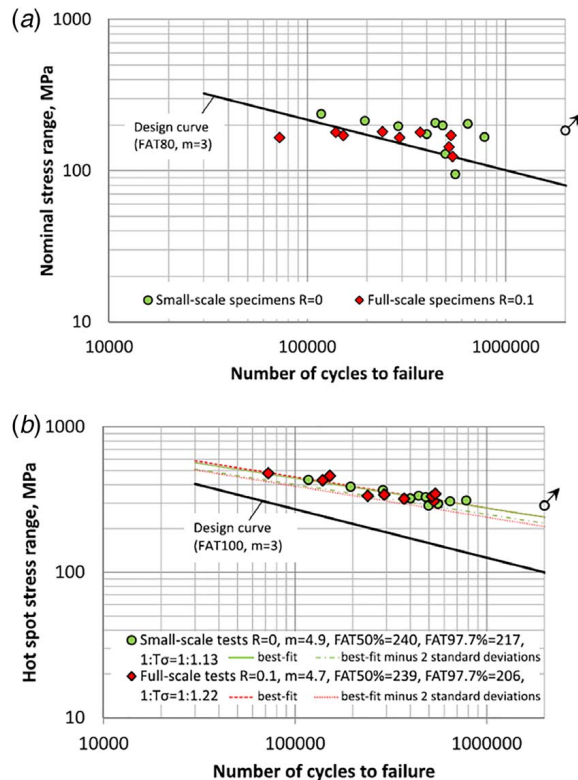 (a)
1000
100
10
10000
100000
1000000
Nominal stress range, MPa
Number of cycles to failure
Design curve
(FAT80, m=3)
Small-scale specimens R=0
Full-scale specimens R=0.1
(b)
1000
100
10
10000
100000
1000000
Hot spot stress range, MPa
Number of cycles to failure
Design curve
(FAT100, m=3)
Small-scale tests R=0, m=4.9, FAT50%=240, FAT97.7%=217,
1:Tσ=1:1.13 best-fit best-fit minus 2 standard deviations
Full-scale tests R=0.1, m=4.7, FAT50%=239, FAT97.7%=206,
1:Tσ=1:1.22 best-fit best-fit minus 2 standard deviations